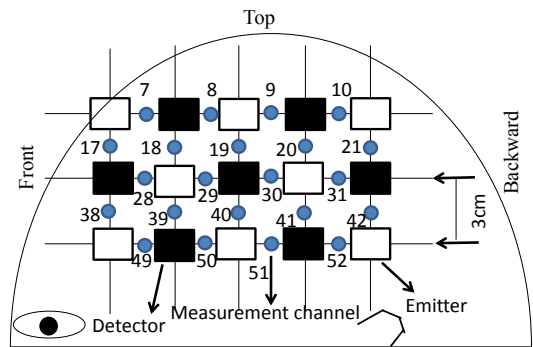 Top
7 8 9 10
17 18 19 20 21
Front
Backward
28 29 30 31
3cm
38 39 40 41 42
49 50 51 52
Detector
Measurement channel
Emitter